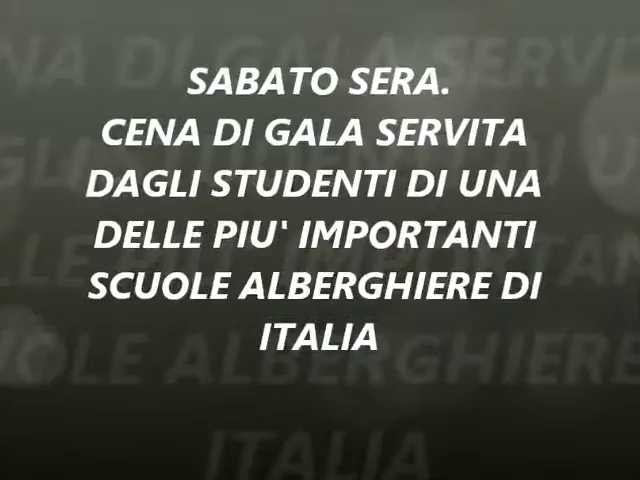 SABATO SERA.
CENA DI GALA SERVITA
DAGLI STUDENTI DI UNA
DELLE PIU' IMPORTANTI
SCUOLE ALBERGHIERE DI
ITALIA